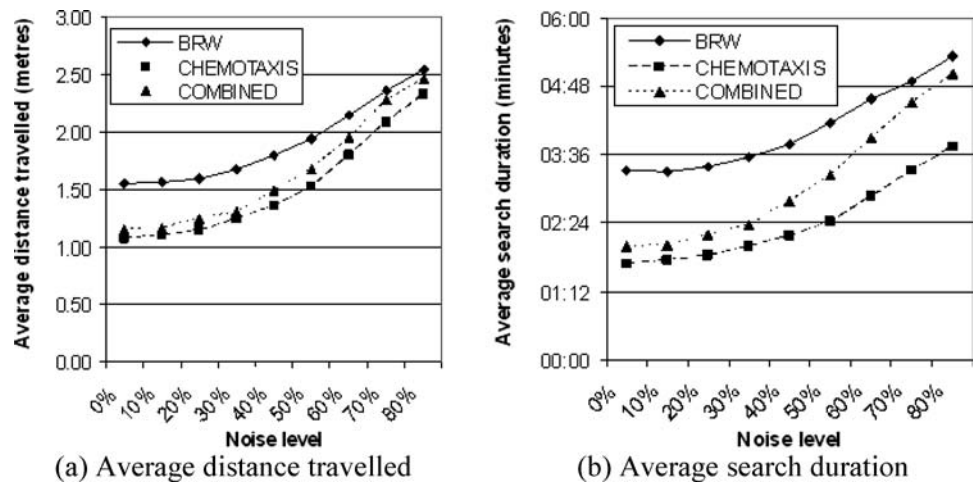 Average distance travelled (metres)
3.00
2.50
2.00
1.50
1.00
0.50
0.00
BRW
CHEMOTAXIS
COMBINED
0%
10%
20%
30%
40%
50%
60%
70%
80%
Noise level
(a) Average distance travelled
Average search duration (minutes)
06:00
04:48
03:36
02:24
01:12
00:00
BRW
CHEMOTAXIS
COMBINED
0%
10%
20%
30%
40%
50%
60%
70%
80%
Noise level
(b) Average search duration